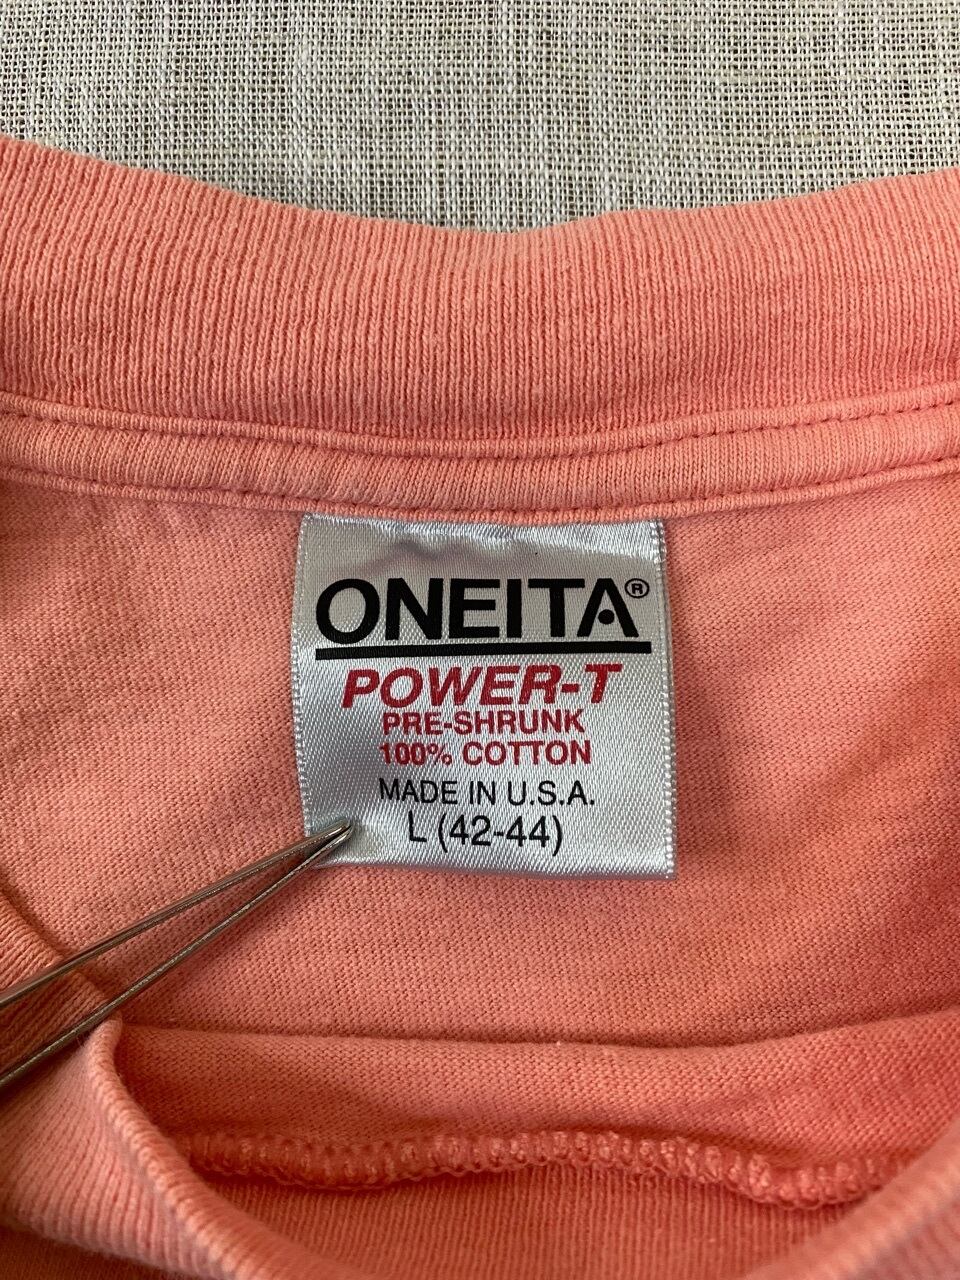 ONEITA®
POWER-T
PRE-SHRUNK
100% COTTON
MADE IN U.S.A.
L (42-44)